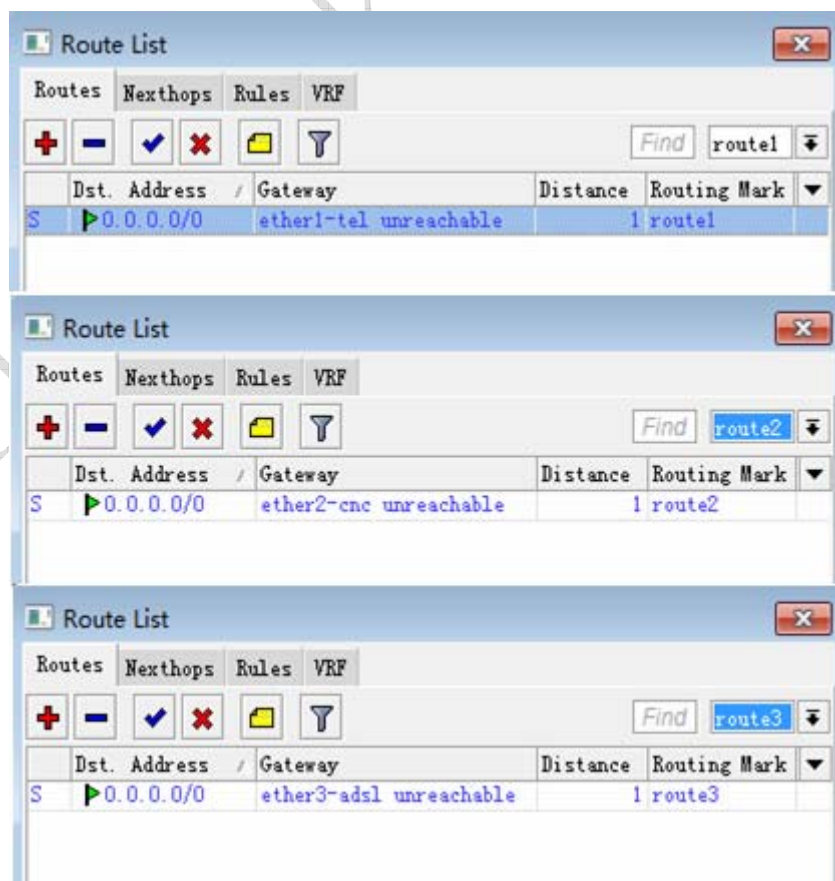 Route List
Routes Nexthops Rules VRF
Find route1
Dst. Address / Gateway Distance Routing Mark
S 0.0.0.0/0 ether1-tel unreachable 1 route1
Route List
Routes Nexthops Rules VRF
Find route2
Dst. Address / Gateway Distance Routing Mark
S 0.0.0.0/0 ether2-cnc unreachable 1 route2
Route List
Routes Nexthops Rules VRF
Find route3
Dst. Address / Gateway Distance Routing Mark
S 0.0.0.0/0 ether3-adsl unreachable 1 route3